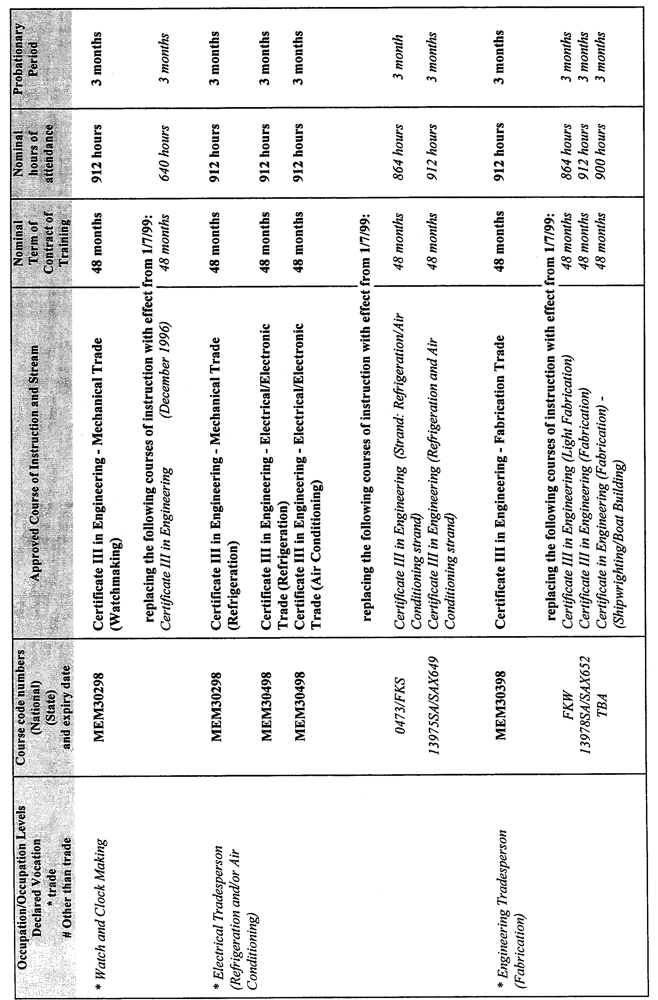 Occupation/Occupation Levels
Declared Vocation
* trade
# Other than trade
Course code numbers
(National)
(State)
and expiry date
Approved Course of Instruction and Stream
Nominal
Term of
Contract of
Training
Nominal
hours of
attendance
Probationary
Period
* Watch and Clock Making
MEM30298
Certificate III in Engineering - Mechanical Trade
(Watchmaking)
48 months
912 hours
3 months
replacing the following courses of instruction with effect from 1/7/99:
Certificate III in Engineering (December 1996)
48 months
640 hours
3 months
* Electrical Tradesperson
(Refrigeration and/or Air
Conditioning)
MEM30298
Certificate III in Engineering - Mechanical Trade
(Refrigeration)
48 months
912 hours
3 months
MEM30498
Certificate III in Engineering - Electrical/Electronic
Trade (Refrigeration)
48 months
912 hours
3 months
MEM30498
Certificate III in Engineering - Electrical/Electronic
Trade (Air Conditioning)
48 months
912 hours
3 months
replacing the following courses of instruction with effect from 1/7/99:
0473/FKS
Certificate III in Engineering (Strand: Refrigeration/Air
Conditioning strand)
48 months
864 hours
3 month
13975SA/SAX649
Certificate III in Engineering (Refrigeration and Air
Conditioning strand)
48 months
912 hours
3 months
* Engineering Tradesperson
(Fabrication)
MEM30398
Certificate III in Engineering - Fabrication Trade
48 months
912 hours
3 months
replacing the following courses of instruction with effect from 1/7/99:
FKW
Certificate III in Engineering (Light Fabrication)
48 months
864 hours
3 months
13978SA/SAX652
Certificate III in Engineering (Fabrication)
48 months
912 hours
3 months
TBA
Certificate in Engineering (Fabrication) -
(Shipwrighting/Boat Building)
48 months
900 hours
3 months